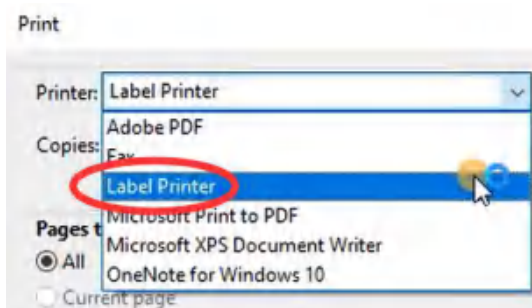 Print
Printer: Label Printer
Copies:
Adobe PDF
Fax
Label Printer
Microsoft Print to PDF
Microsoft XPS Document Writer
OneNote for Windows 10
Pages t
All
Current page